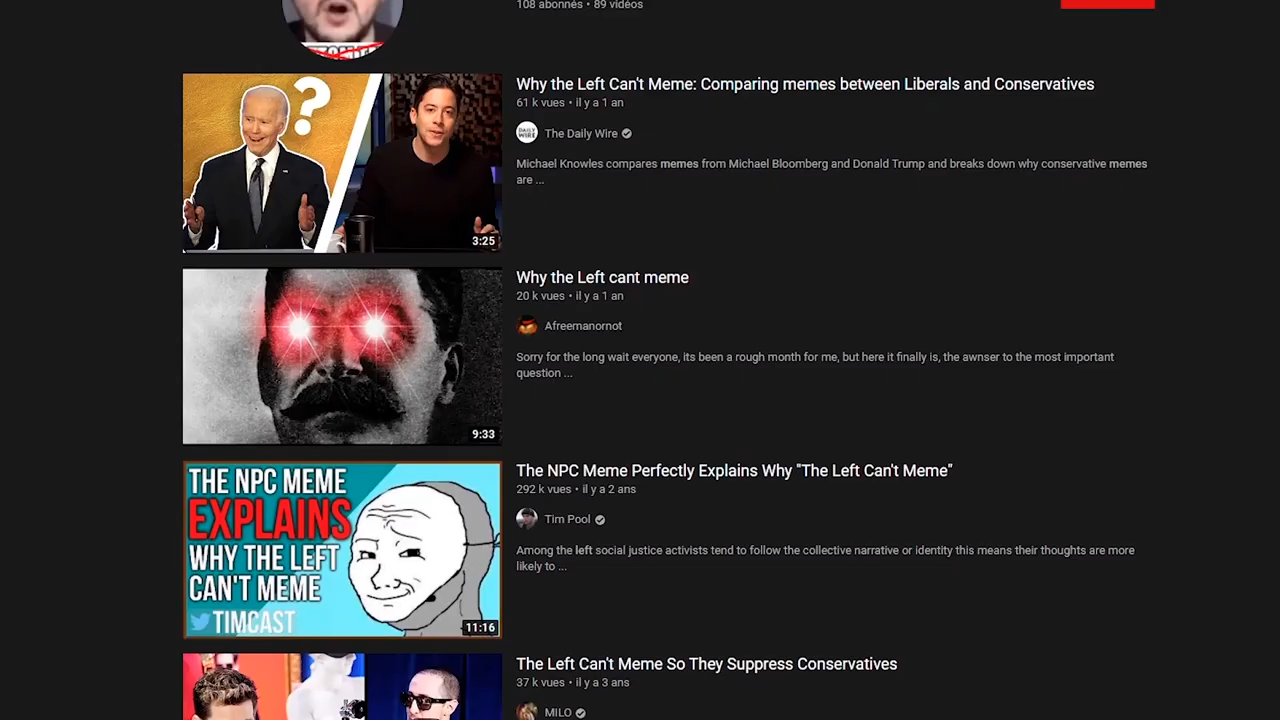 108 abonnés • 89 vidéos
Why the Left Can't Meme: Comparing memes between Liberals and Conservatives
61 k vues • il y a 1 an
DAILY WIRE
The Daily Wire
Michael Knowles compares memes from Michael Bloomberg and Donald Trump and breaks down why conservative memes
are ...
?
3:25
Why the Left cant meme
20 k vues • il y a 1 an
Afreemanornot
Sorry for the long wait everyone, its been a rough month for me, but here it finally is, the awnser to the most important
question ...
9:33
The NPC Meme Perfectly Explains Why "The Left Can't Meme"
292 k vues • il y a 2 ans
Tim Pool
Among the left social justice activists tend to follow the collective narrative or identity this means their thoughts are more
likely to ...
THE NPC MEME
EXPLAINS
WHY THE LEFT
CAN'T MEME
TIMCAST
11:16
The Left Can't Meme So They Suppress Conservatives
37 k vues • il y a 3 ans
MILO